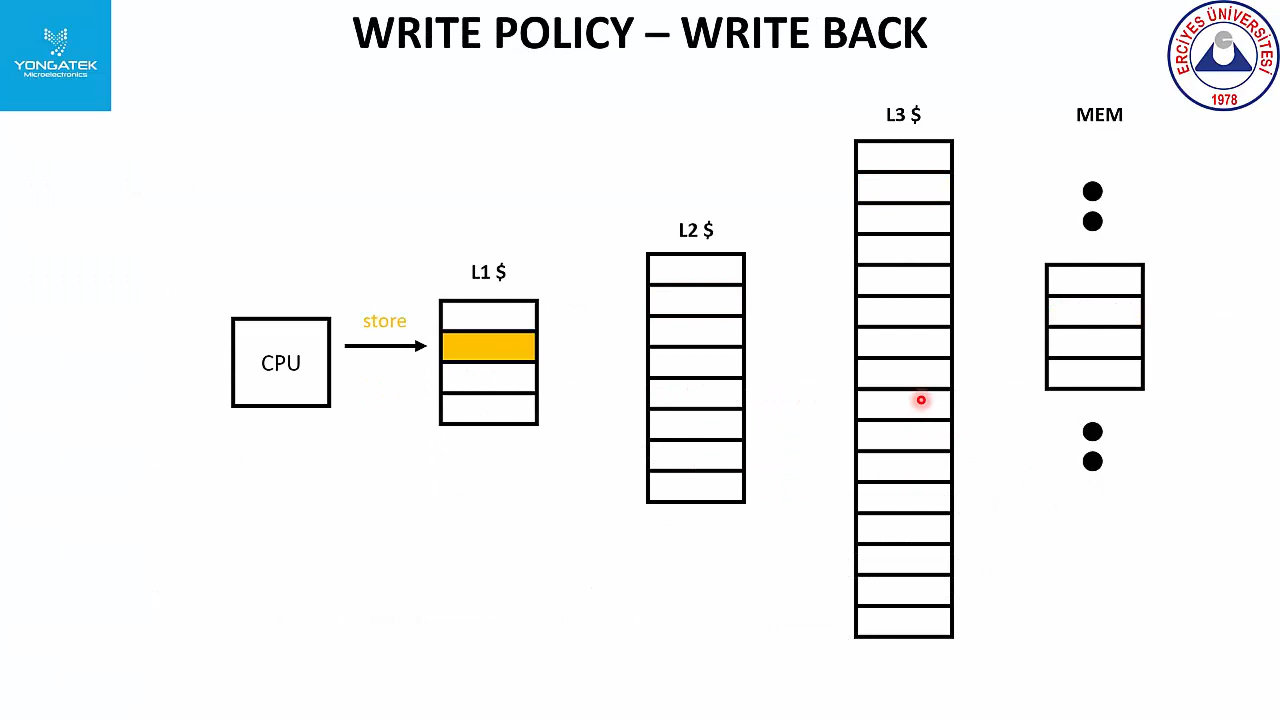 WRITE POLICY – WRITE BACK
YONGATEK
Microelectronics
ERCİYES ÜNİVERSİTESİ
1978
L3 $
MEM
L2 $
L1 $
store
CPU